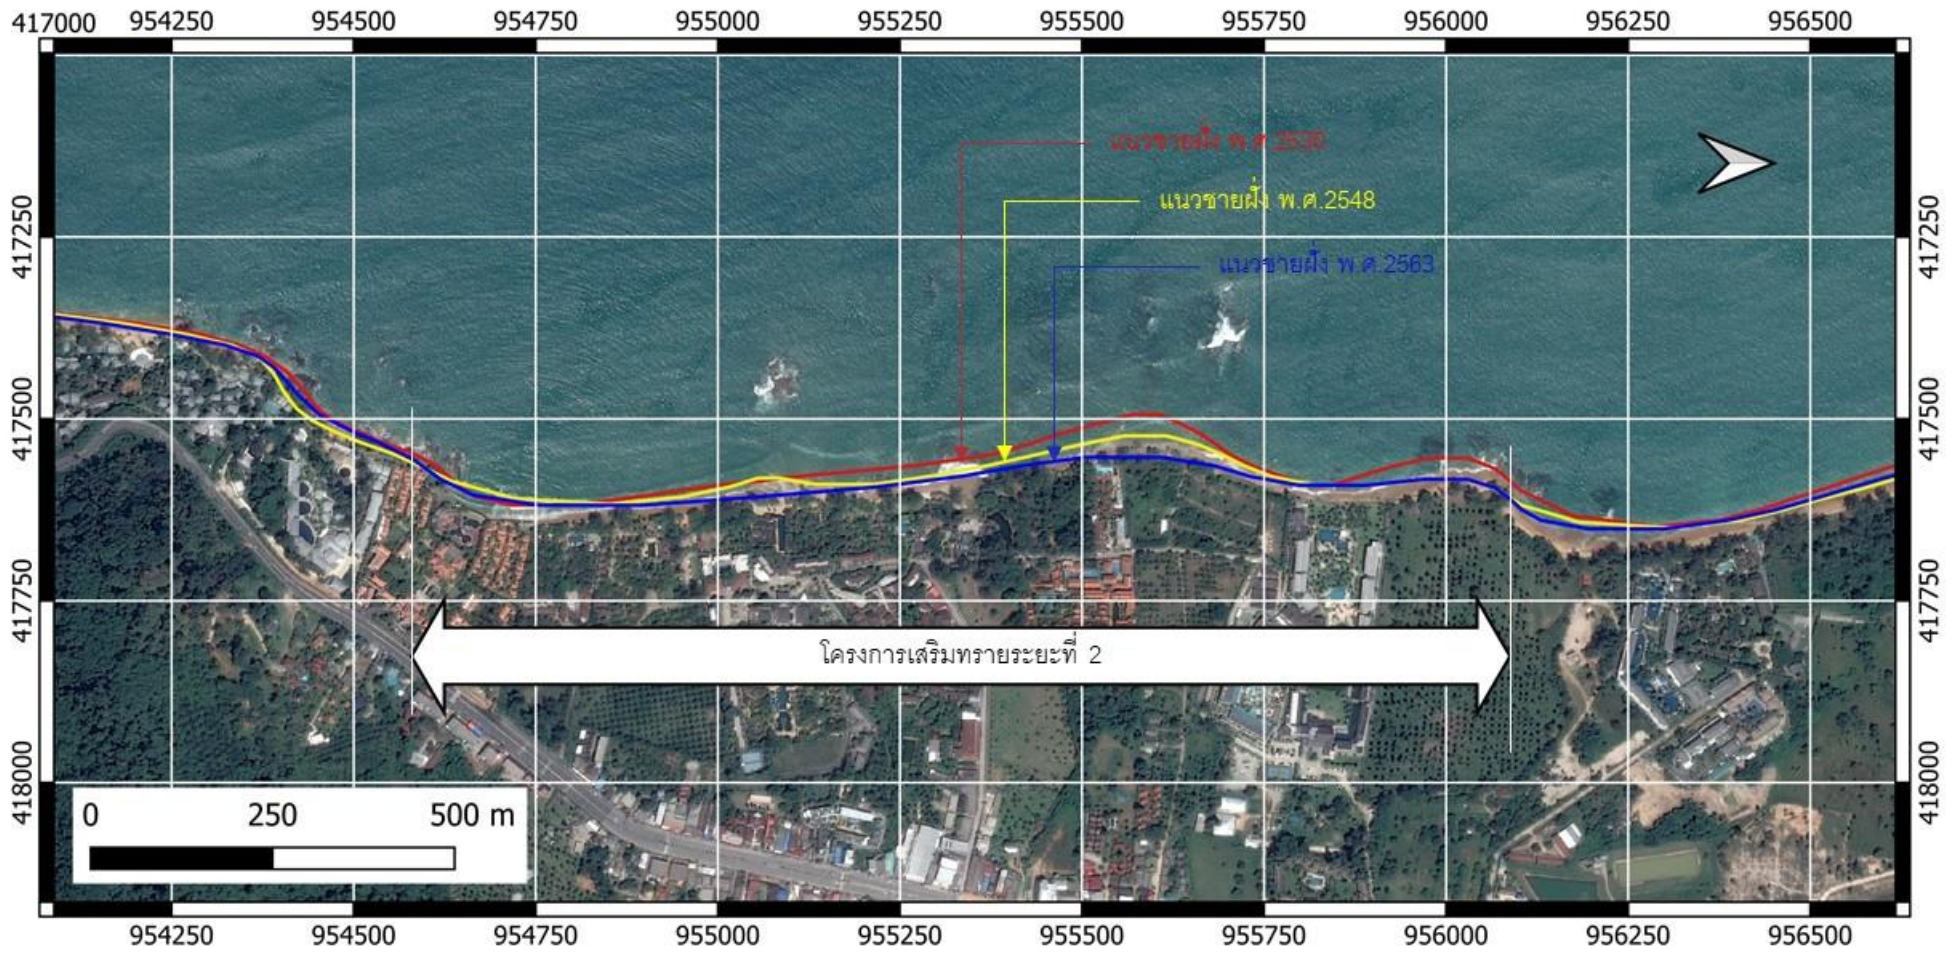 417000 954250 954500 954750 955000 955250 955500 955750 956000 956250 956500
แนวชายฝั่ง พ.ศ.2530
แนวชายฝั่ง พ.ศ.2548
417250 417250
แนวชายฝั่ง พ.ศ.2563
417500 417500
417750 417750
โครงการเสริมทรายระยะที่ 2
418000 418000
0 250 500 m
954250 954500 954750 955000 955250 955500 955750 956000 956250 956500